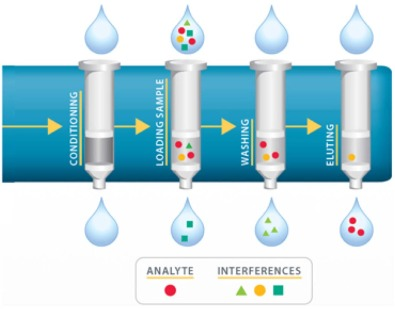 CONDITIONING
LOADING SAMPLE
WASHING
ELUTING
ANALYTE
INTERFERENCES